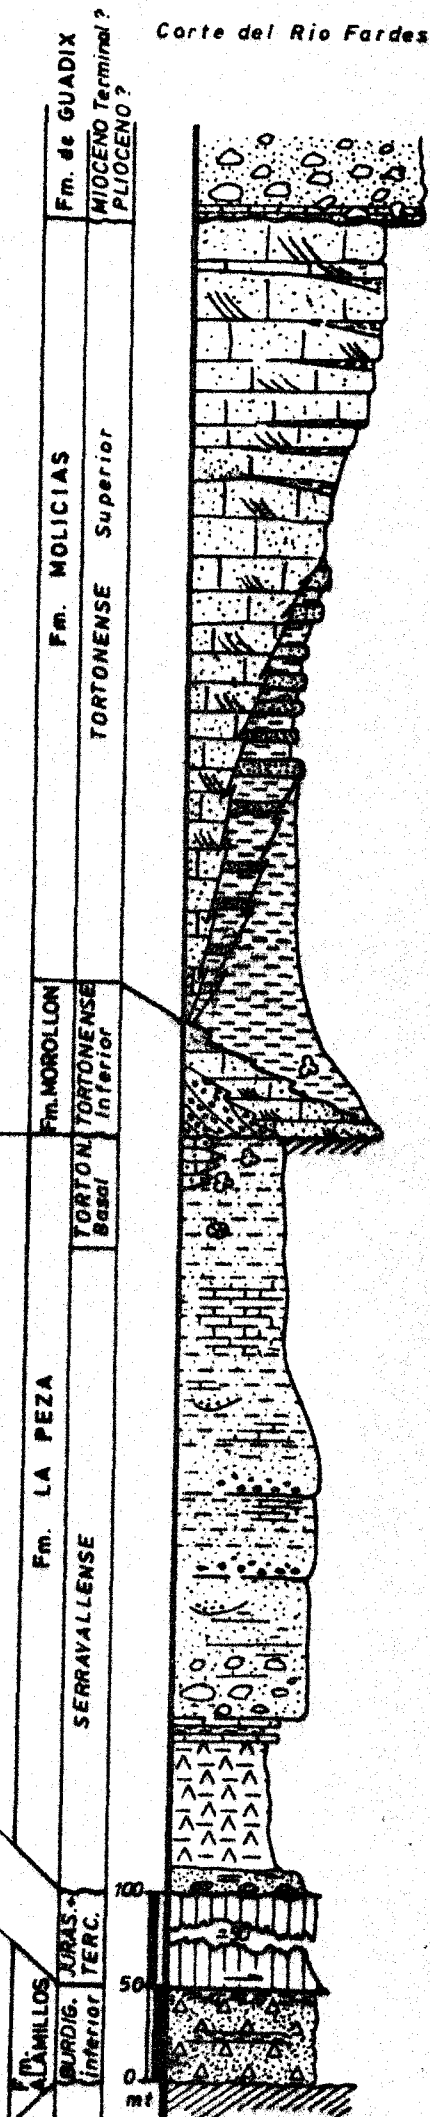 Corte del Rio Fardes
Fm. de GUADIX
MIOCENO Terminal?
PLIOCENO?
Fm. MOLICIAS
TORTONENSE Superior
Fm. MOROLLON
TORTONENSE
Inferior
TORTON.
Basal
Fm. LA PEZA
SERRAVALLENSE
JURAS.+
TERC.
Fm.
ALAMILLOS
BURDIG.
Inferior
100
50
0
mt